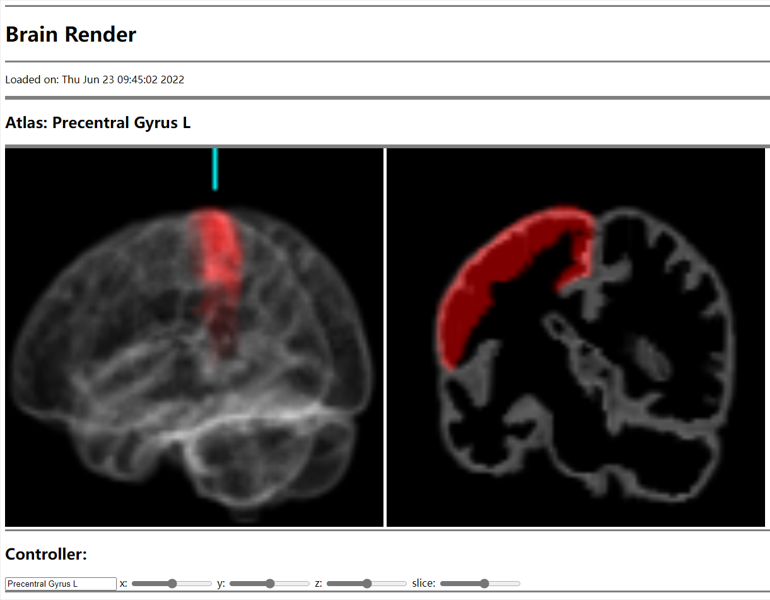 Brain Render
Loaded on: Thu Jun 23 09:45:02 2022
Atlas: Precentral Gyrus L
Controller:
Precentral Gyrus L x: y: z: slice: